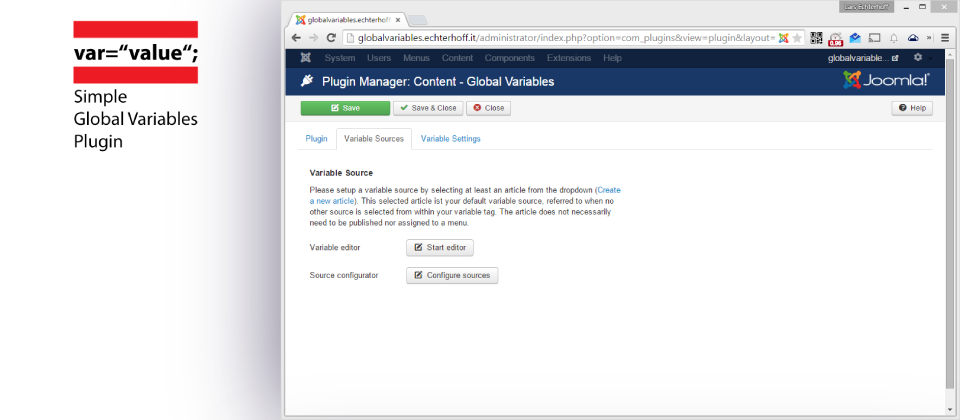 var=“value“;
Simple
Global Variables
Plugin
Lars Echterhoff
globalvariables.echterhoff
globalvariables.echterhoff.it/administrator/index.php?option=com_plugins&view=plugin&layout=
System Users Menus Content Components Extensions Help
globalvariable...
Plugin Manager: Content - Global Variables
Joomla!
Save
Save & Close
Close
Help
Plugin
Variable Sources
Variable Settings
Variable Source
Please setup a variable source by selecting at least an article from the dropdown (Create
a new article). This selected article ist your default variable source, referred to when no
other source is selected from within your variable tag. The article does not necessarily
need to be published nor assigned to a menu.
Variable editor
Start editor
Source configurator
Configure sources